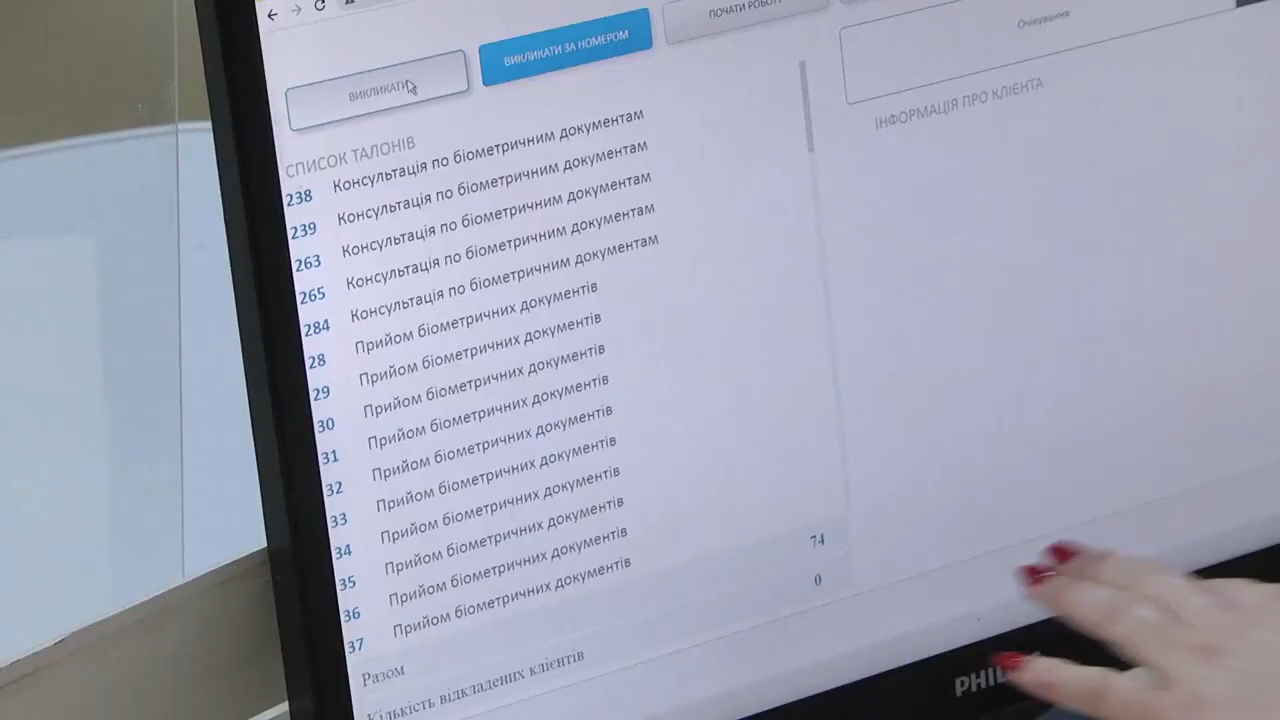 ВИКЛИКАТИ
ВИКЛИКАТИ ЗА НОМЕРОМ
ПОЧАТИ РОБОТУ
Очікування
ІНФОРМАЦІЯ ПРО КЛІЄНТА
СПИСОК ТАЛОНІВ
238 Консультація по біометричним документам
239 Консультація по біометричним документам
263 Консультація по біометричним документам
265 Консультація по біометричним документам
284 Консультація по біометричним документам
28 Прийом біометричних документів
29 Прийом біометричних документів
30 Прийом біометричних документів
31 Прийом біометричних документів
32 Прийом біометричних документів
33 Прийом біометричних документів
34 Прийом біометричних документів
35 Прийом біометричних документів
36 Прийом біометричних документів
37 Прийом біометричних документів
Разом 74
Кількість відкладених клієнтів 0